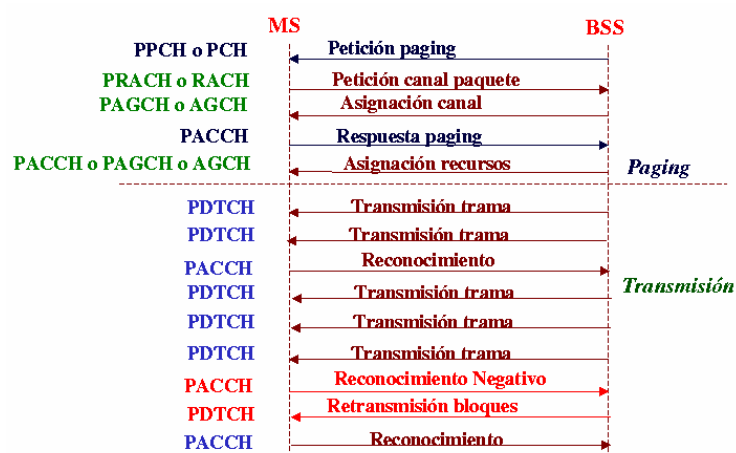 MS BSS
PPCH o PCH Petición paging
PRACH o RACH Petición canal paquete
PAGCH o AGCH Asignación canal
PACCH Respuesta paging
PACCH o PAGCH o AGCH Asignación recursos Paging
PDTCH Transmisión trama
PDTCH Transmisión trama
PACCH Reconocimiento
Transmisión
PDTCH Transmisión trama
PDTCH Transmisión trama
PDTCH Transmisión trama
PACCH Reconocimiento Negativo
PDTCH Retransmisión bloques
PACCH Reconocimiento